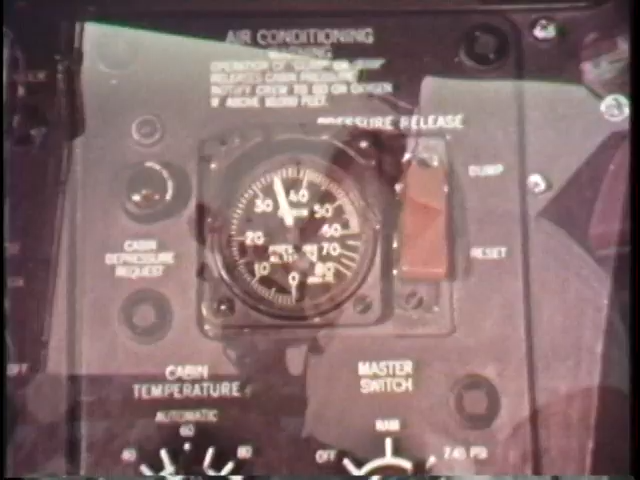 AIR CONDITIONING
WARNING
OPERATION OF "DUMP" OR
RELEASES CABIN PRESSURE
NOTIFY CREW TO GO ON OXYGEN
IF ABOVE 10,000 FEET.
PRESSURE RELEASE
DUMP
RESET
40
30
50
CABIN
60
20
70
10
80
0
CABIN
DEPRESSURE
REQUEST
CABIN
TEMPERATURE
MASTER
SWITCH
AUTOMATIC
60
40
80
RAM
OFF
7.45 PSI